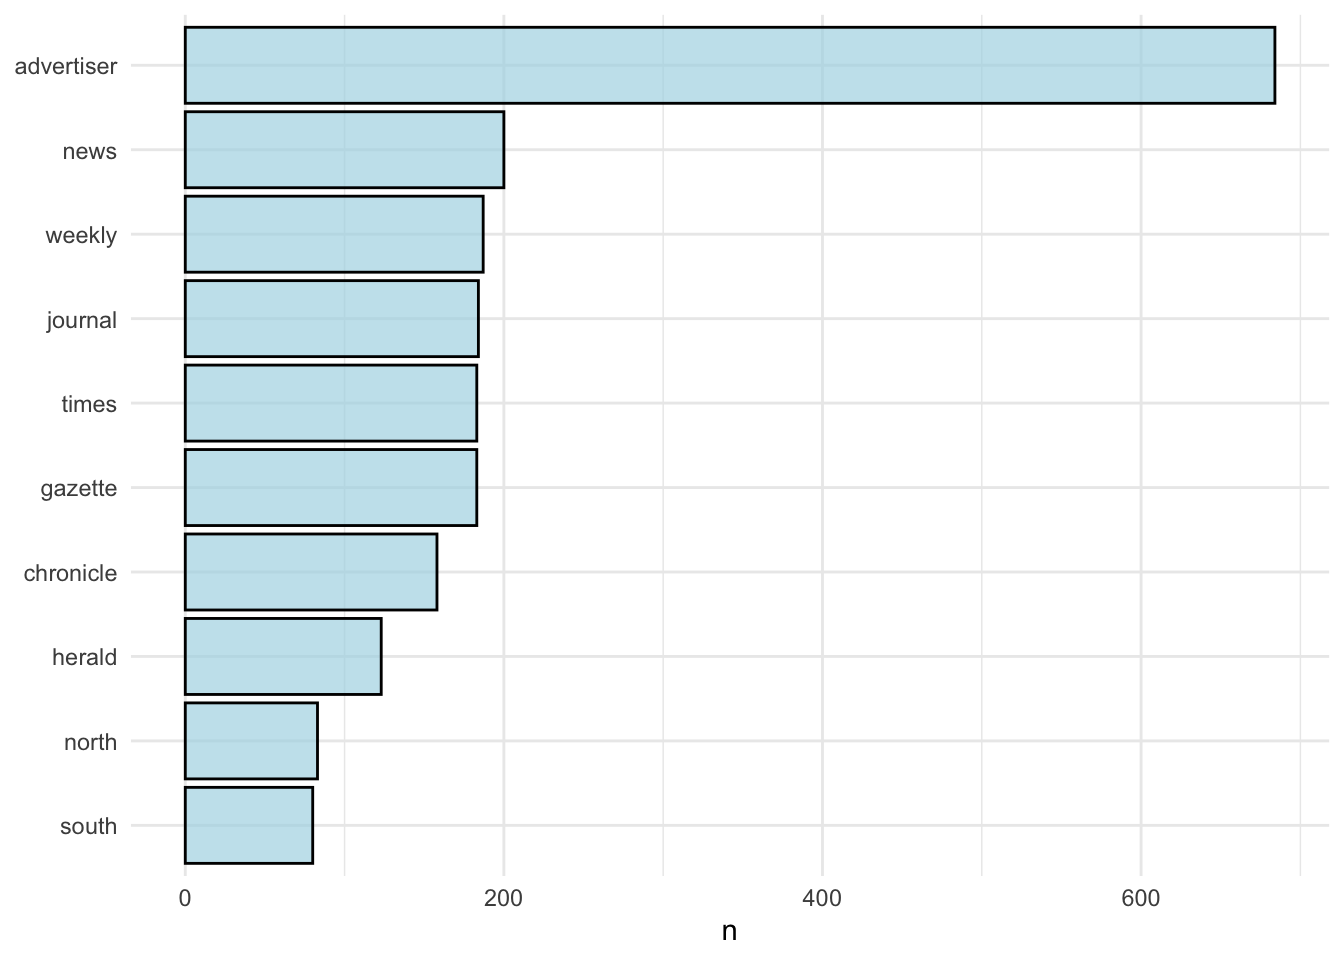 advertiser
news
weekly
journal
times
gazette
chronicle
herald
north
south
0 200 400 600
n